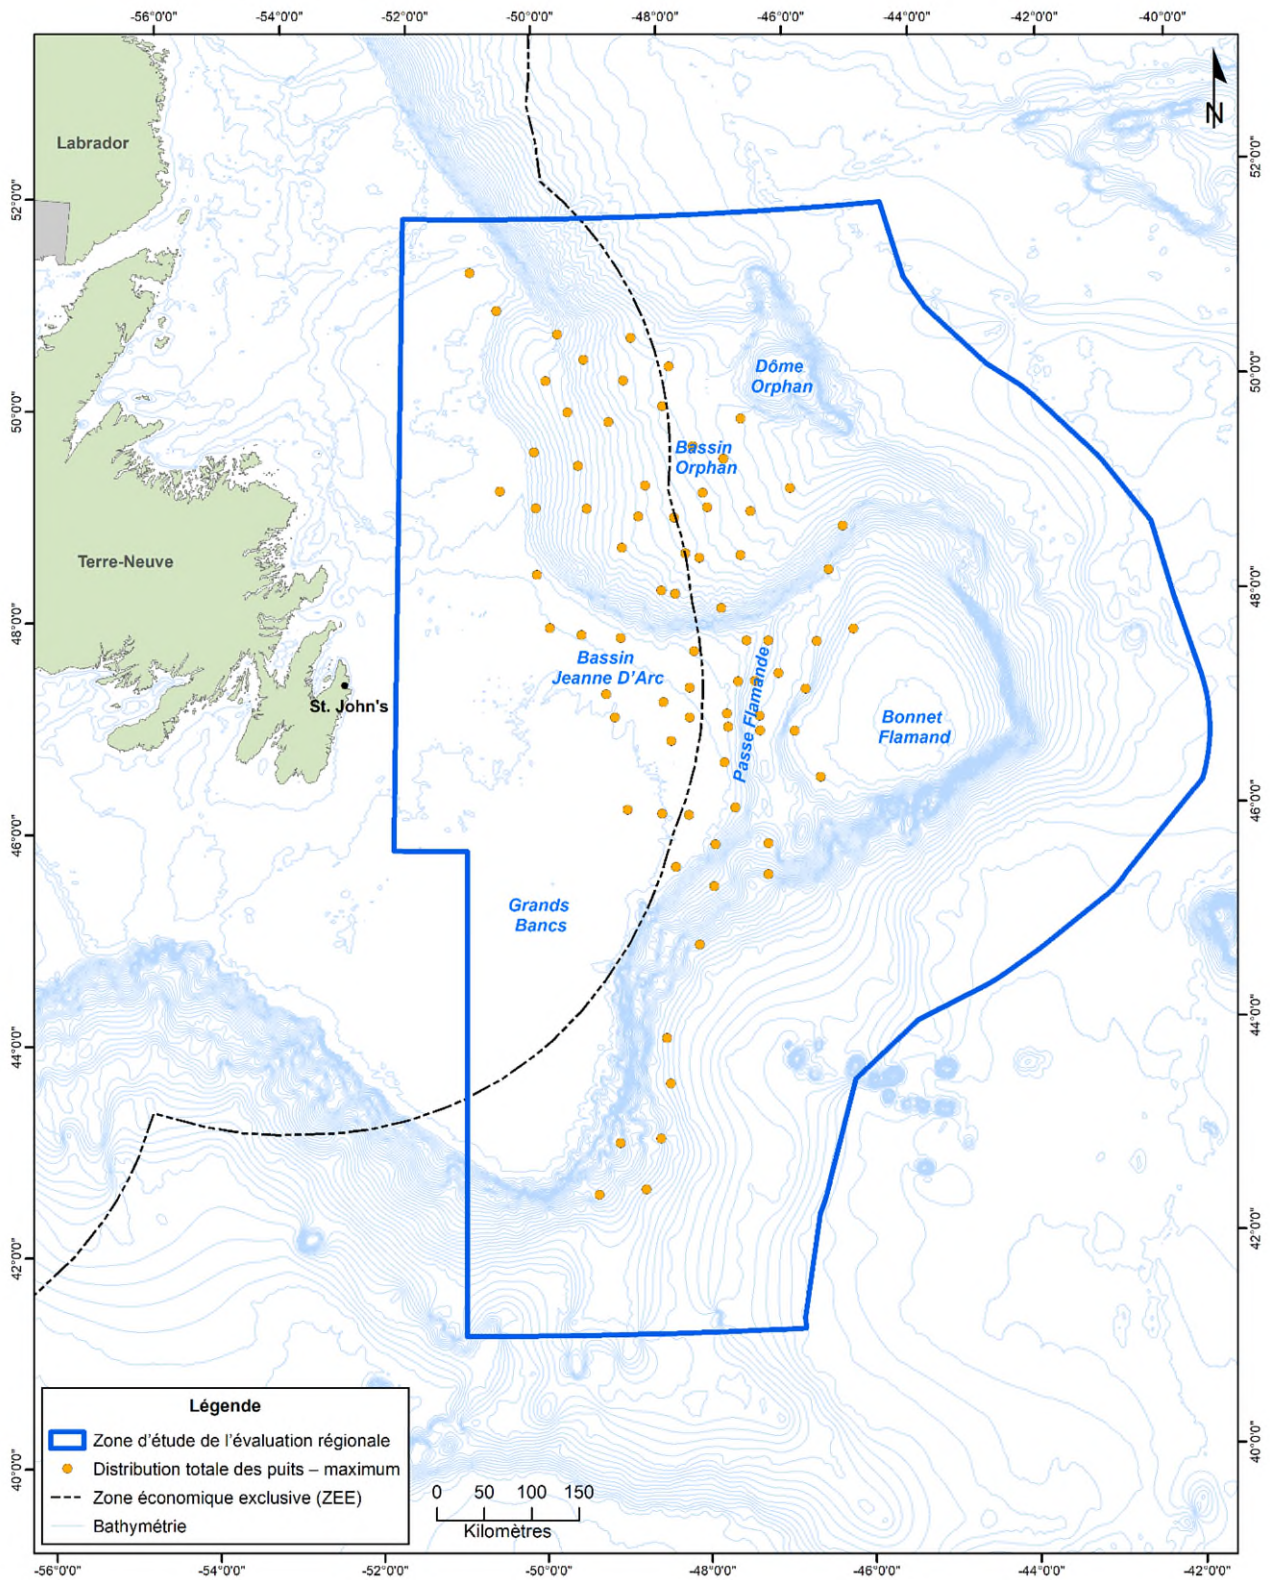 -56°0'0" -54°0'0" -52°0'0" -50°0'0" -48°0'0" -46°0'0" -44°0'0" -42°0'0" -40°0'0"
N
Labrador
52°0'0"
52°0'0"
Dôme
Orphan
50°0'0"
50°0'0"
Bassin
Orphan
Terre-Neuve
48°0'0"
48°0'0"
Bassin
Jeanne D'Arc
St. John's
Passe Flamande
Bonnet
Flamand
46°0'0"
46°0'0"
Grands
Bancs
44°0'0"
44°0'0"
42°0'0"
42°0'0"
40°0'0"
40°0'0"
Légende
Zone d'étude de l'évaluation régionale
Distribution totale des puits – maximum
Zone économique exclusive (ZEE)
Bathymétrie
0 50 100 150
Kilomètres
-56°0'0" -54°0'0" -52°0'0" -50°0'0" -48°0'0" -46°0'0" -44°0'0" -42°0'0"